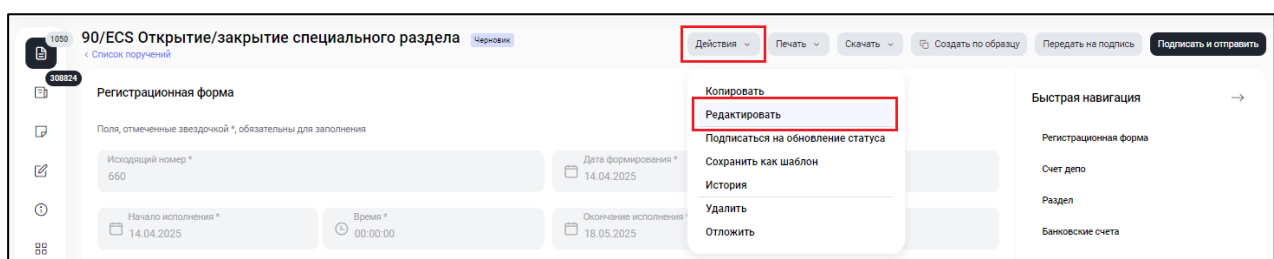 1050
90/ECS Открытие/закрытие специального раздела Черновик
‹ Список поручений
Действия Печать Скачать Создать по образцу Передать на подпись Подписать и отправить
308824
Регистрационная форма
Поля, отмеченные звездочкой *, обязательны для заполнения
Исходящий номер *
660
Дата формирования *
14.04.2025
Начало исполнения *
14.04.2025
Время *
00:00:00
Окончание исполнения *
18.05.2025
Копировать
Редактировать
Подписаться на обновление статуса
Сохранить как шаблон
История
Удалить
Отложить
Быстрая навигация →
Регистрационная форма
Счет депо
Раздел
Банковские счета